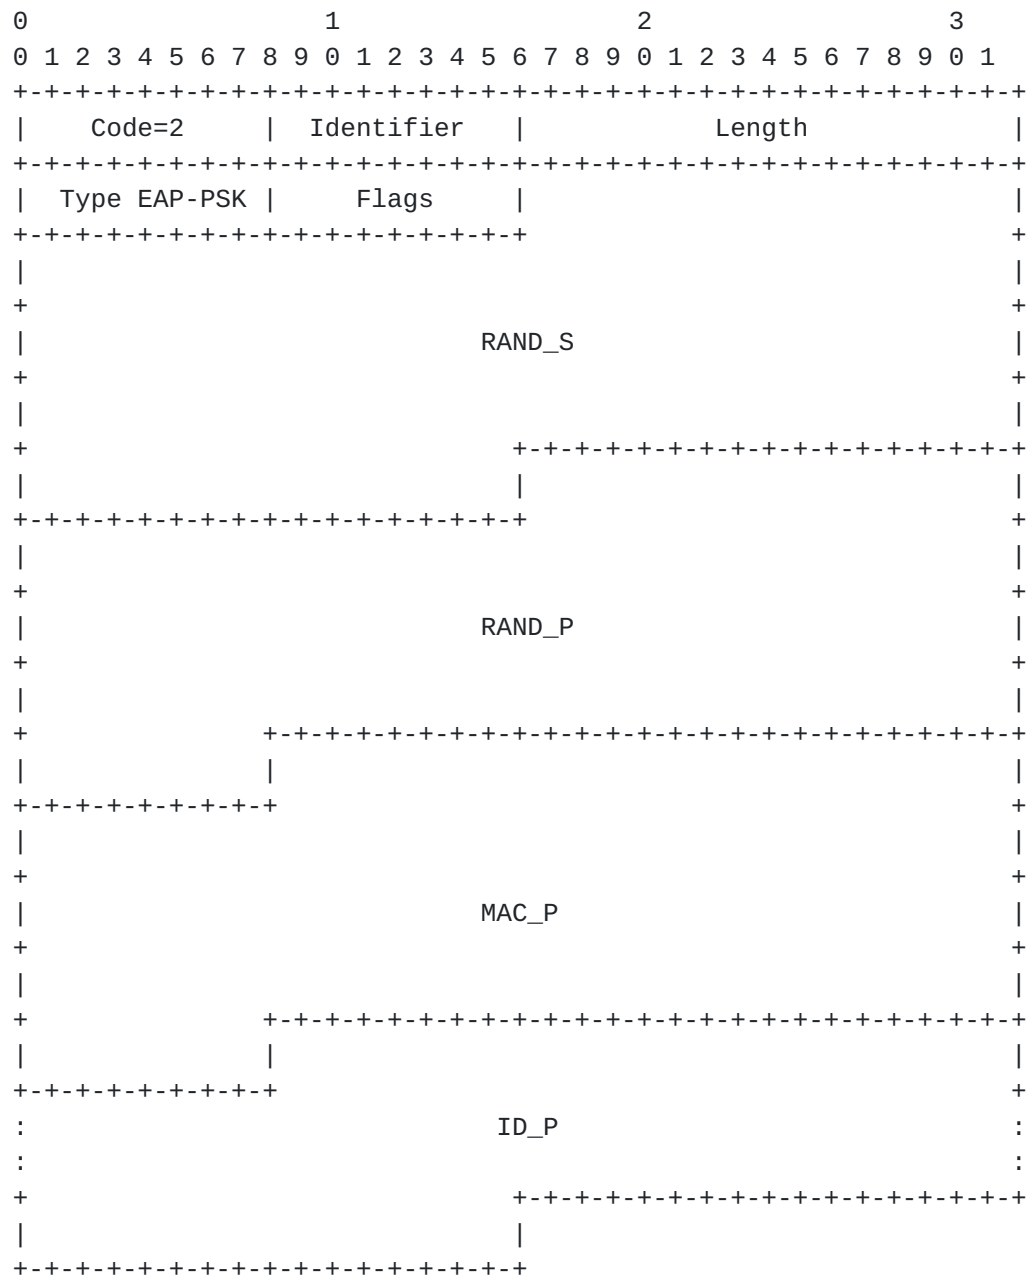 0                   1                   2                   3
0 1 2 3 4 5 6 7 8 9 0 1 2 3 4 5 6 7 8 9 0 1 2 3 4 5 6 7 8 9 0 1
+-+-+-+-+-+-+-+-+-+-+-+-+-+-+-+-+-+-+-+-+-+-+-+-+-+-+-+-+-+-+-+-+
|    Code=2     |  Identifier   |            Length             |
+-+-+-+-+-+-+-+-+-+-+-+-+-+-+-+-+-+-+-+-+-+-+-+-+-+-+-+-+-+-+-+-+
|  Type EAP-PSK |     Flags     |                               |
+-+-+-+-+-+-+-+-+-+-+-+-+-+-+-+-+                               +
|                                                               |
+                                                               +
|                             RAND_S                            |
+                                                               +
|                                                               |
+                               +-+-+-+-+-+-+-+-+-+-+-+-+-+-+-+-+
|                               |                               |
+-+-+-+-+-+-+-+-+-+-+-+-+-+-+-+-+                               +
|                                                               |
+                                                               +
|                             RAND_P                            |
+                                                               +
|                                                               |
+               +-+-+-+-+-+-+-+-+-+-+-+-+-+-+-+-+-+-+-+-+-+-+-+-+
|               |                                               |
+-+-+-+-+-+-+-+-+                                               +
|                                                               |
+                                                               +
|                             MAC_P                             |
+                                                               +
|                                                               |
+               +-+-+-+-+-+-+-+-+-+-+-+-+-+-+-+-+-+-+-+-+-+-+-+-+
|               |                                               |
+-+-+-+-+-+-+-+-+                                               +
:                              ID_P                             :
:                                                               :
+                               +-+-+-+-+-+-+-+-+-+-+-+-+-+-+-+-+
|                               |
+-+-+-+-+-+-+-+-+-+-+-+-+-+-+-+-+